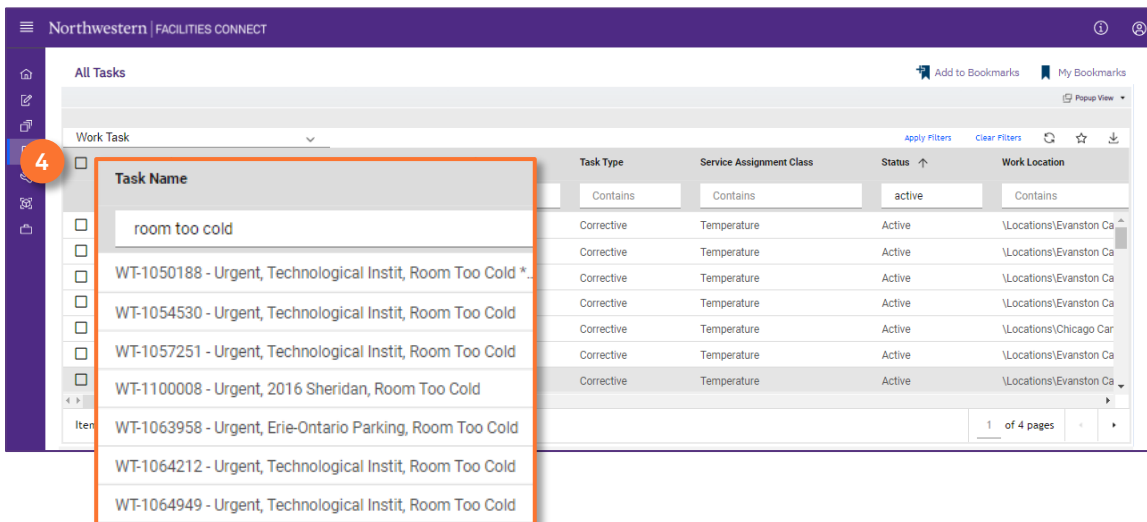 Northwestern | FACILITIES CONNECT
All Tasks
Add to Bookmarks
My Bookmarks
Popup View
Work Task
Apply Filters
Clear Filters
4
Task Name
Task Type
Service Assignment Class
Status ↑
Work Location
room too cold
Contains
Contains
active
Contains
Corrective Temperature Active \Locations\Evanston Ca
Corrective Temperature Active \Locations\Evanston Ca
Corrective Temperature Active \Locations\Evanston Ca
Corrective Temperature Active \Locations\Evanston Ca
Corrective Temperature Active \Locations\Chicago Car
Corrective Temperature Active \Locations\Evanston Ca
Corrective Temperature Active \Locations\Evanston Ca
WT-1050188 - Urgent, Technological Instit, Room Too Cold *..
WT-1054530 - Urgent, Technological Instit, Room Too Cold
WT-1057251 - Urgent, Technological Instit, Room Too Cold
WT-1100008 - Urgent, 2016 Sheridan, Room Too Cold
WT-1063958 - Urgent, Erie-Ontario Parking, Room Too Cold
WT-1064212 - Urgent, Technological Instit, Room Too Cold
WT-1064949 - Urgent, Technological Instit, Room Too Cold
Iten
1 of 4 pages